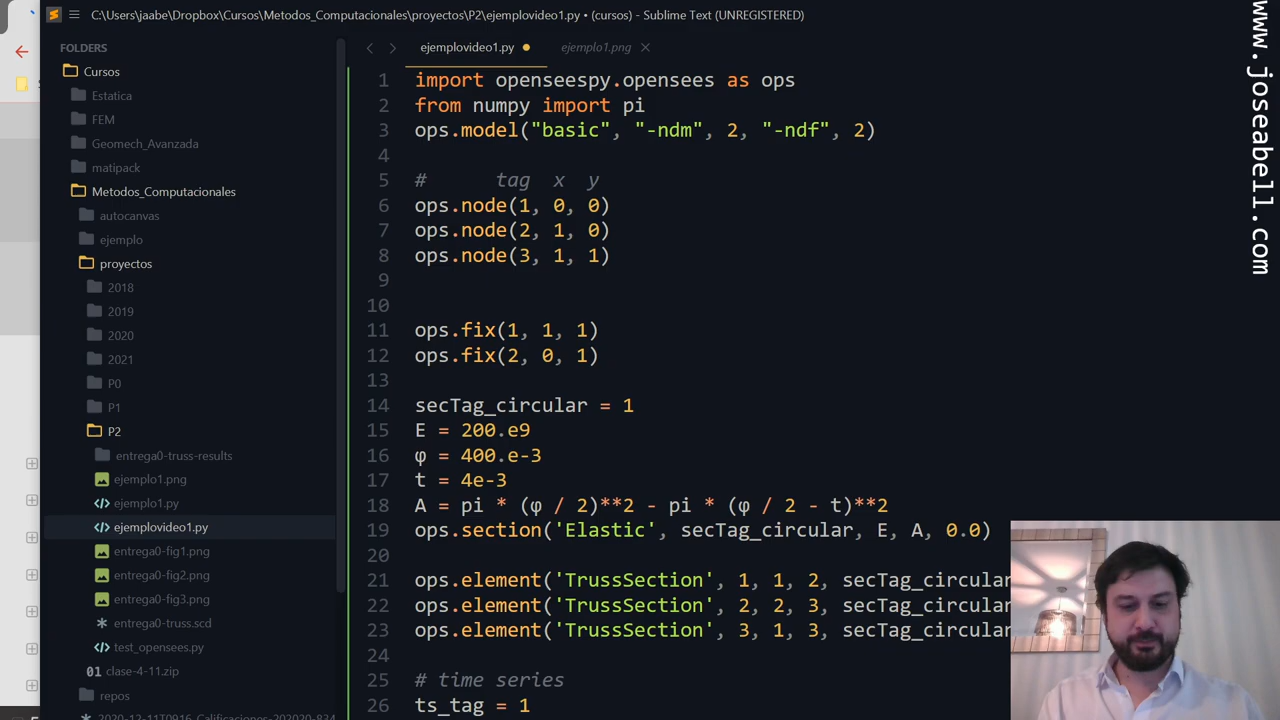 C:\Users\jaabe\Dropbox\Cursos\Metodos_Computacionales\proyectos\P2\ejemplovideo1.py • (cursos) - Sublime Text (UNREGISTERED)
www.joseabell.com
FOLDERS
Cursos
Estatica
FEM
Geomech_Avanzada
matipack
Metodos_Computacionales
autocanvas
ejemplo
proyectos
2018
2019
2020
2021
P0
P1
P2
entrega0-truss-results
ejemplo1.png
ejemplo1.py
ejemplovideo1.py
entrega0-fig1.png
entrega0-fig2.png
entrega0-fig3.png
entrega0-truss.scd
test_opensees.py
clase-4-11.zip
repos
2020-12-11T0916_Calificaciones-202020-834
ejemplovideo1.py
ejemplo1.png
1 import openseespy.opensees as ops
2 from numpy import pi
3 ops.model("basic", "-ndm", 2, "-ndf", 2)
4
5 #      tag  x  y
6 ops.node(1, 0, 0)
7 ops.node(2, 1, 0)
8 ops.node(3, 1, 1)
9
10
11 ops.fix(1, 1, 1)
12 ops.fix(2, 0, 1)
13
14 secTag_circular = 1
15 E = 200.e9
16 φ = 400.e-3
17 t = 4e-3
18 A = pi * (φ / 2)**2 - pi * (φ / 2 - t)**2
19 ops.section('Elastic', secTag_circular, E, A, 0.0)
20
21 ops.element('TrussSection', 1, 1, 2, secTag_circular
22 ops.element('TrussSection', 2, 2, 3, secTag_circular
23 ops.element('TrussSection', 3, 1, 3, secTag_circular
24
25 # time series
26 ts_tag = 1